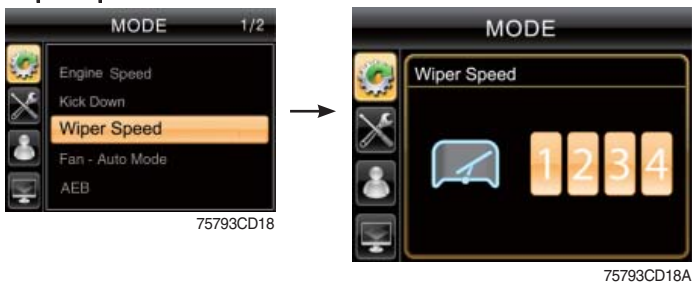 MODE 1/2
Engine Speed
Kick Down
Wiper Speed
Fan - Auto Mode
AEB
75793CD18
MODE
Wiper Speed
1 2 3 4
75793CD18A